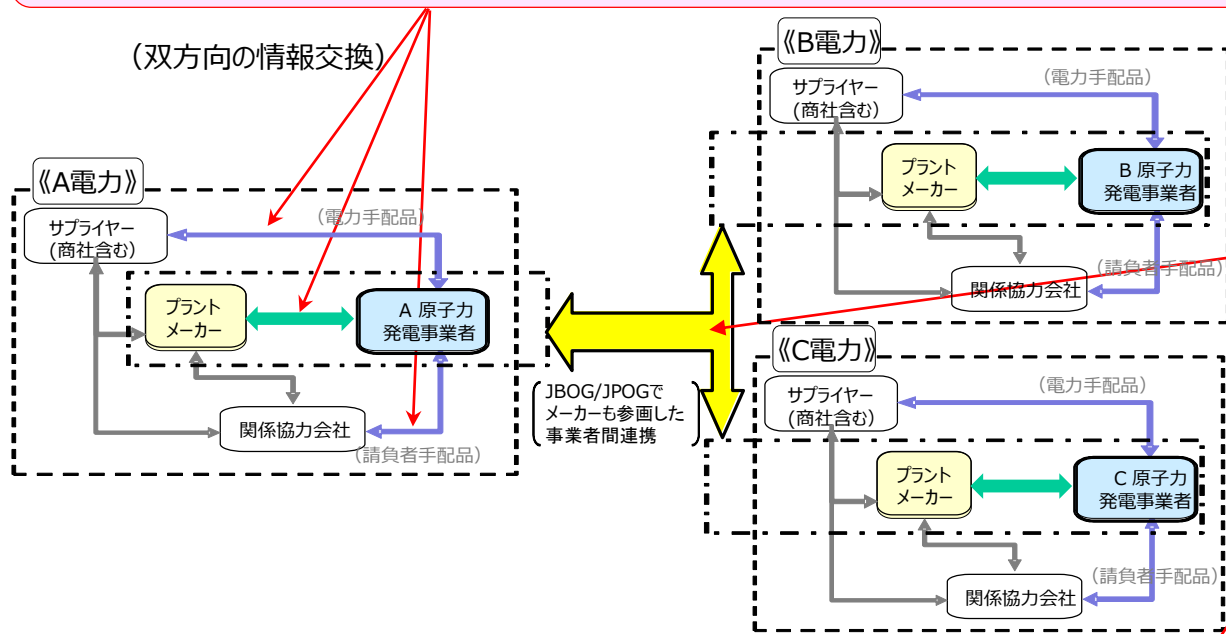 (双方向の情報交換)
《A電力》
サプライヤー
(商社含む)
(電力手配品)
プラント
メーカー
A 原子力
発電事業者
関係協力会社
(請負者手配品)
JBOG/JPOGで
メーカーも参画した
事業者間連携
《B電力》
サプライヤー
(商社含む)
(電力手配品)
プラント
メーカー
B 原子力
発電事業者
関係協力会社
(請負者手配品)
《C電力》
サプライヤー
(商社含む)
(電力手配品)
プラント
メーカー
C 原子力
発電事業者
関係協力会社
(請負者手配品)